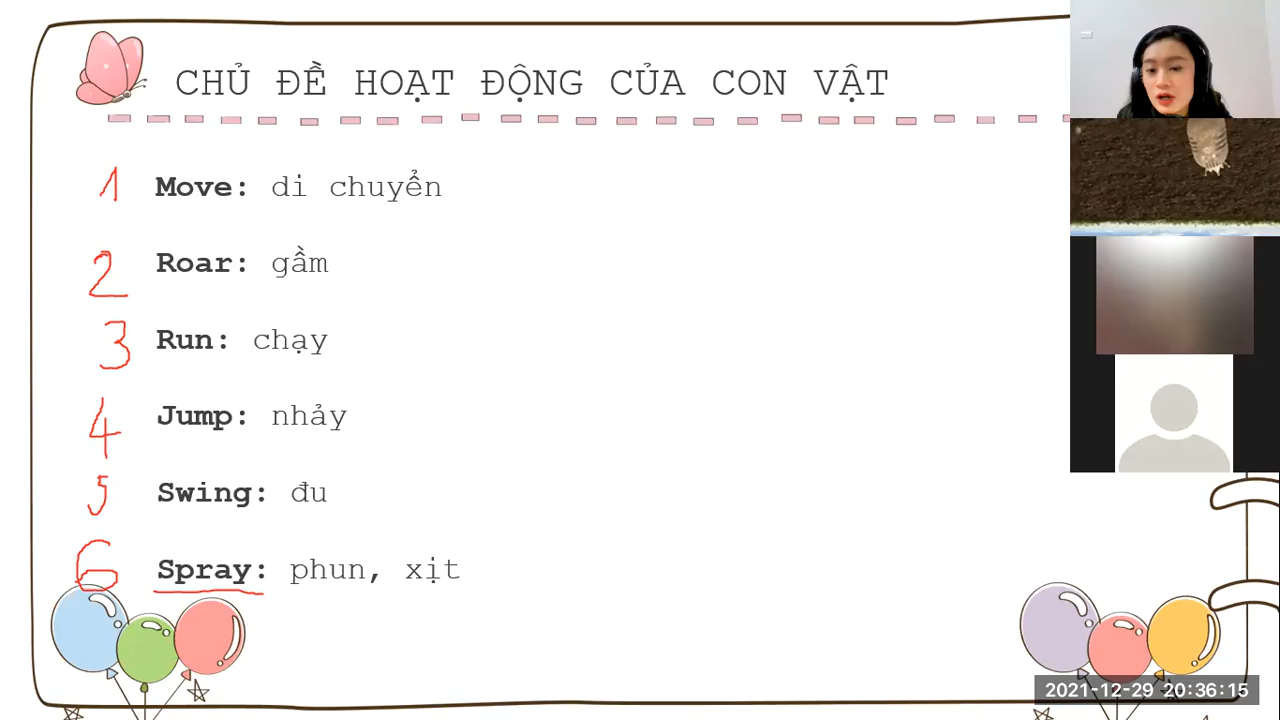 CHỦ ĐỀ HOẠT ĐỘNG CỦA CON VẬT
1 Move: di chuyển
2 Roar: gầm
3 Run: chạy
4 Jump: nhảy
5 Swing: đu
6 Spray: phun, xịt
2021-12-29 20:36:15